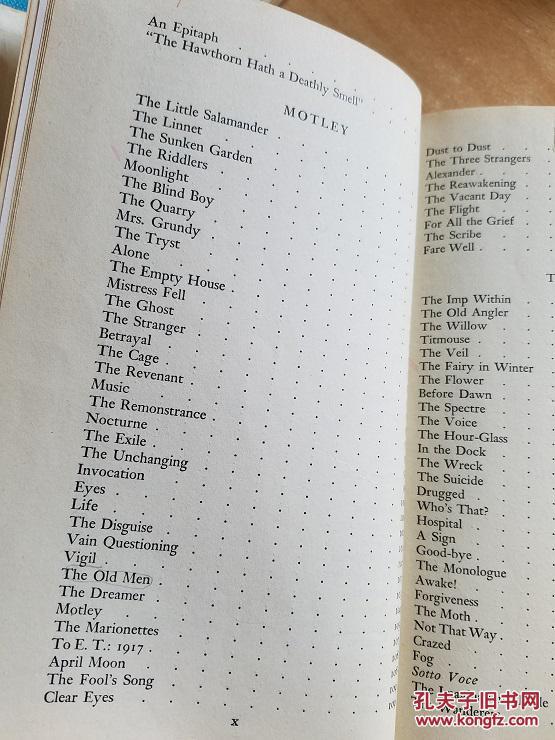 An Epitaph
"The Hawthorn Hath a Deathly Smell"
MOTLEY
The Little Salamander
The Linnet
The Sunken Garden
The Riddlers
Moonlight
The Blind Boy
The Quarry
Mrs. Grundy
The Tryst
Alone
The Empty House
Mistress Fell
The Ghost
The Stranger
Betrayal
The Cage
The Revenant
Music
The Remonstrance
Nocturne
The Exile
The Unchanging
Invocation
Eyes
Life
The Disguise
Vain Questioning
Vigil
The Old Men
The Dreamer
Motley
The Marionettes
To E. T.: 1917
April Moon
The Fool's Song
Clear Eyes
x
Dust to Dust
The Three Strangers
Alexander
The Reawakening
The Vacant Day
The Flight
For All the Grief
The Scribe
Fare Well
The Imp Within
The Old Angler
The Willow
Titmouse
The Veil
The Fairy in Winter
The Flower
Before Dawn
The Spectre
The Voice
The Hour-Glass
In the Dock
The Wreck
The Suicide
Drugged
Who's That?
Hospital
A Sign
Good-bye
The Monologue
Awake!
Forgiveness
The Moth
Not That Way
Crazed
Fog
Sotto Voce
The
孔夫子旧书网
www.kongfz.com